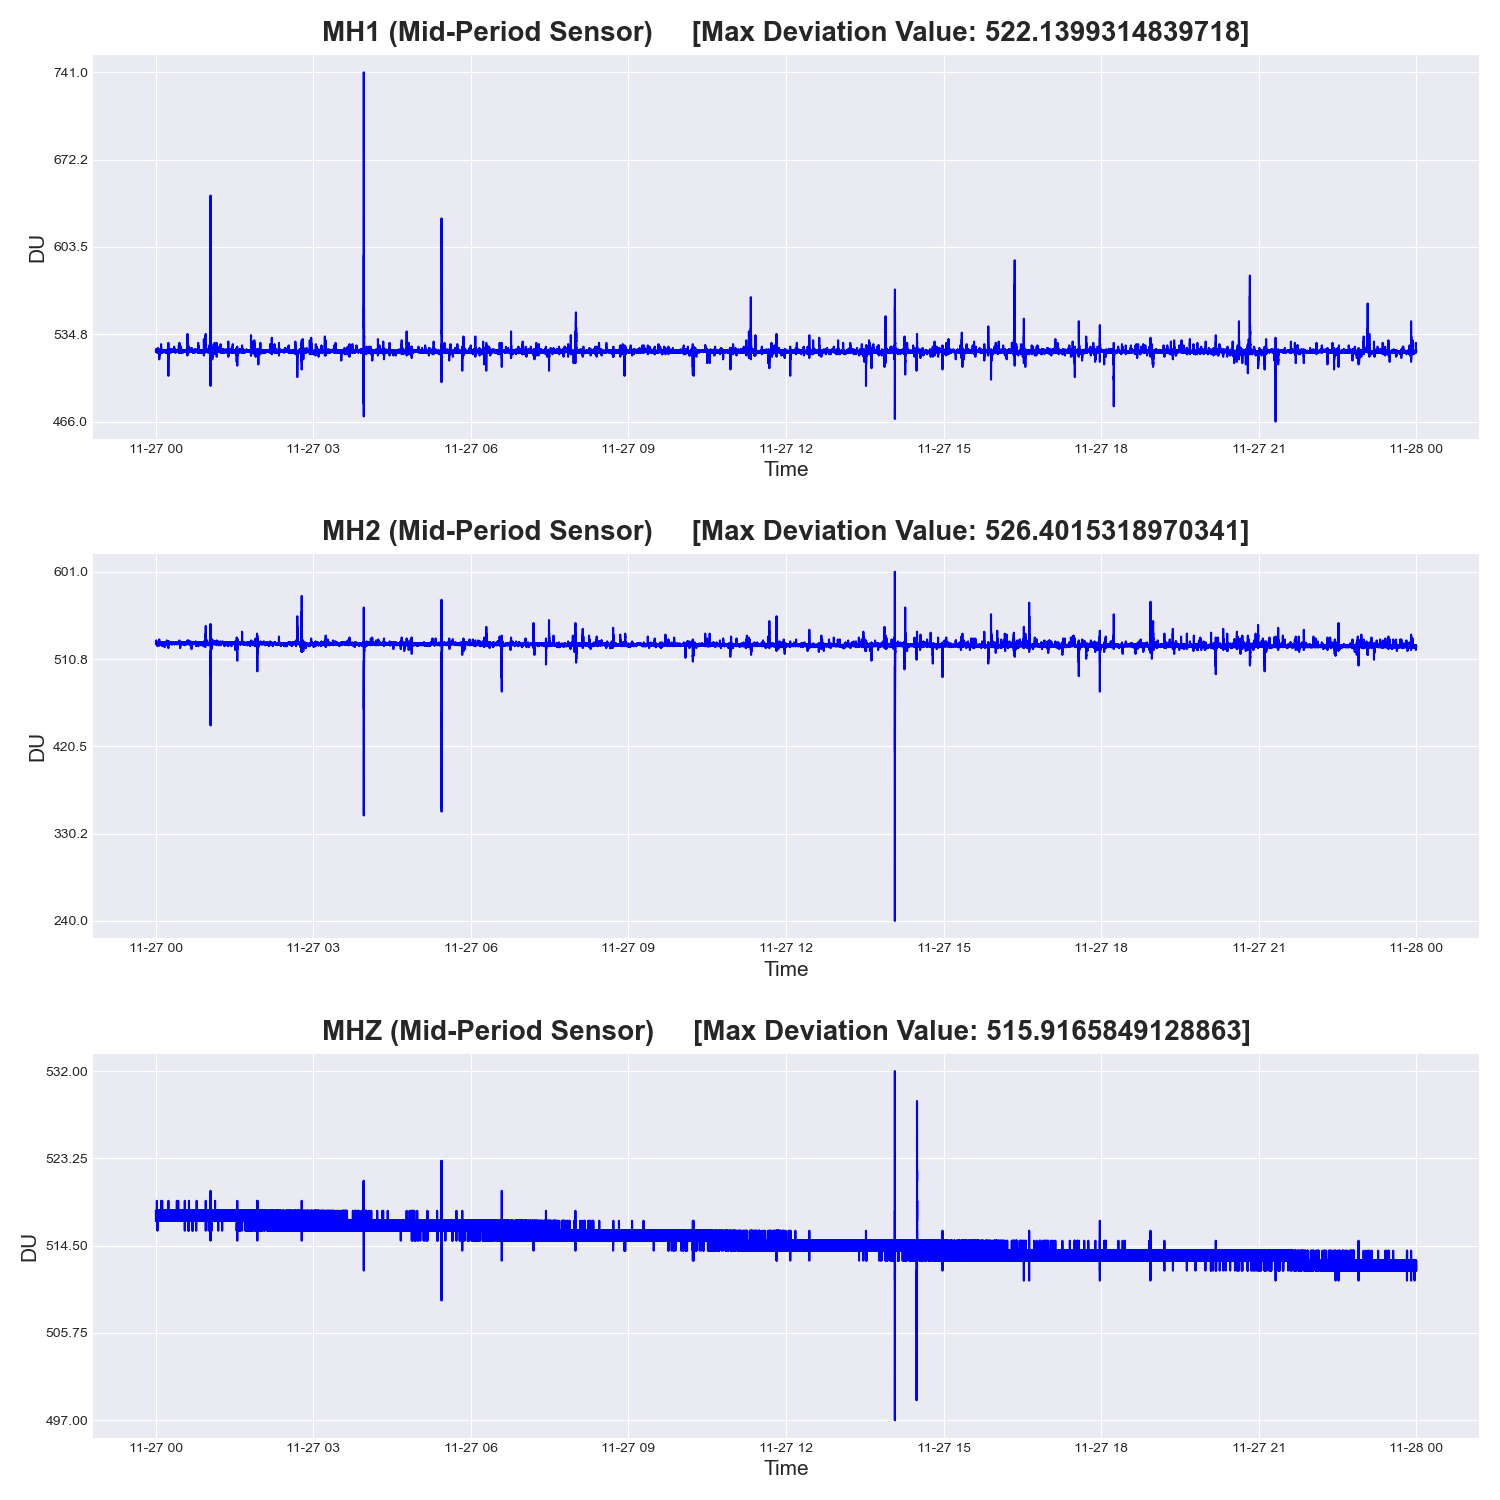 MH1 (Mid-Period Sensor) [Max Deviation Value: 522.1399314839718]
741.0
672.2
603.5
534.8
466.0
DU
11-27 00 11-27 03 11-27 06 11-27 09 11-27 12 11-27 15 11-27 18 11-27 21 11-28 00
Time
MH2 (Mid-Period Sensor) [Max Deviation Value: 526.4015318970341]
601.0
510.8
420.5
330.2
240.0
DU
11-27 00 11-27 03 11-27 06 11-27 09 11-27 12 11-27 15 11-27 18 11-27 21 11-28 00
Time
MHZ (Mid-Period Sensor) [Max Deviation Value: 515.9165849128863]
532.00
523.25
514.50
505.75
497.00
DU
11-27 00 11-27 03 11-27 06 11-27 09 11-27 12 11-27 15 11-27 18 11-27 21 11-28 00
Time